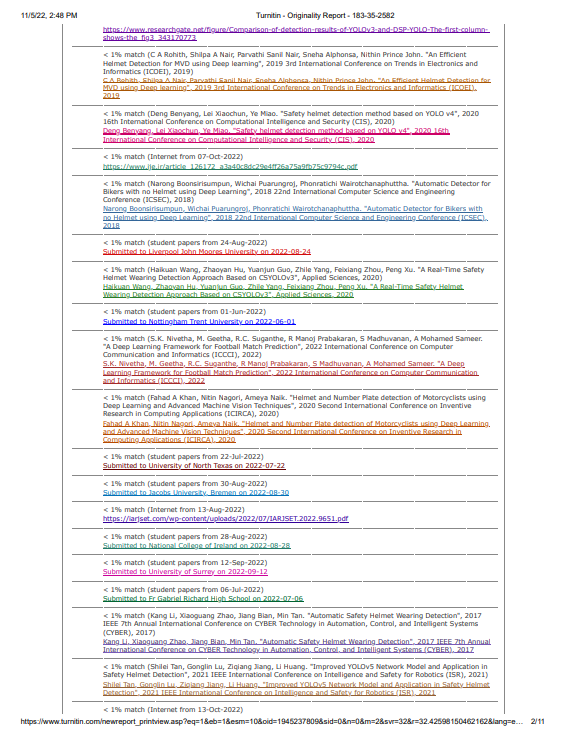 11/5/22, 2:48 PM Turnitin - Originality Report - 183-35-2582
https://www.researchgate.net/figure/Comparison-of-detection-results-of-YOLOv3-and-DSP-YOLO-The-first-column-
shows-the_fig3_343170773
< 1% match (C A Rohith, Shilpa A Nair, Parvathi Sanil Nair, Sneha Alphonsa, Nithin Prince John. "An Efficient
Helmet Detection for MVD using Deep learning", 2019 3rd International Conference on Trends in Electronics and
Informatics (ICOEI), 2019)
C A Rohith, Shilpa A Nair, Parvathi Sanil Nair, Sneha Alphonsa, Nithin Prince John. "An Efficient Helmet Detection for
MVD using Deep learning", 2019 3rd International Conference on Trends in Electronics and Informatics (ICOEI),
2019
< 1% match (Deng Benyang, Lei Xiaochun, Ye Miao. "Safety helmet detection method based on YOLO v4", 2020
16th International Conference on Computational Intelligence and Security (CIS), 2020)
Deng Benyang, Lei Xiaochun, Ye Miao. "Safety helmet detection method based on YOLO v4", 2020 16th
International Conference on Computational Intelligence and Security (CIS), 2020
< 1% match (Internet from 07-Oct-2022)
https://www.ije.ir/article_126172_a3a40c8dc29e4ff26a75a9fb75c9794c.pdf
< 1% match (Narong Boonsirisumpun, Wichai Puarungroj, Phonratichi Wairotchanaphuttha. "Automatic Detector for
Bikers with no Helmet using Deep Learning", 2018 22nd International Computer Science and Engineering
Conference (ICSEC), 2018)
Narong Boonsirisumpun, Wichai Puarungroj, Phonratichi Wairotchanaphuttha. "Automatic Detector for Bikers with
no Helmet using Deep Learning", 2018 22nd International Computer Science and Engineering Conference (ICSEC),
2018
< 1% match (student papers from 24-Aug-2022)
Submitted to Liverpool John Moores University on 2022-08-24
< 1% match (Haikuan Wang, Zhaoyan Hu, Yuanjun Guo, Zhile Yang, Feixiang Zhou, Peng Xu. "A Real-Time Safety
Helmet Wearing Detection Approach Based on CSYOLOv3", Applied Sciences, 2020)
Haikuan Wang, Zhaoyan Hu, Yuanjun Guo, Zhile Yang, Feixiang Zhou, Peng Xu. "A Real-Time Safety Helmet
Wearing Detection Approach Based on CSYOLOv3", Applied Sciences, 2020
< 1% match (student papers from 01-Jun-2022)
Submitted to Nottingham Trent University on 2022-06-01
< 1% match (S.K. Nivetha, M. Geetha, R.C. Suganthe, R Manoj Prabakaran, S Madhuvanan, A Mohamed Sameer.
"A Deep Learning Framework for Football Match Prediction", 2022 International Conference on Computer
Communication and Informatics (ICCCI), 2022)
S.K. Nivetha, M. Geetha, R.C. Suganthe, R Manoj Prabakaran, S Madhuvanan, A Mohamed Sameer. "A Deep
Learning Framework for Football Match Prediction", 2022 International Conference on Computer Communication
and Informatics (ICCCI), 2022
< 1% match (Fahad A Khan, Nitin Nagori, Ameya Naik. "Helmet and Number Plate detection of Motorcyclists using
Deep Learning and Advanced Machine Vision Techniques", 2020 Second International Conference on Inventive
Research in Computing Applications (ICIRCA), 2020)
Fahad A Khan, Nitin Nagori, Ameya Naik. "Helmet and Number Plate detection of Motorcyclists using Deep Learning
and Advanced Machine Vision Techniques", 2020 Second International Conference on Inventive Research in
Computing Applications (ICIRCA), 2020
< 1% match (student papers from 22-Jul-2022)
Submitted to University of North Texas on 2022-07-22
< 1% match (student papers from 30-Aug-2022)
Submitted to Jacobs University, Bremen on 2022-08-30
< 1% match (Internet from 13-Aug-2022)
https://iarjset.com/wp-content/uploads/2022/07/IARJSET.2022.9651.pdf
< 1% match (student papers from 28-Aug-2022)
Submitted to National College of Ireland on 2022-08-28
< 1% match (student papers from 12-Sep-2022)
Submitted to University of Surrey on 2022-09-12
< 1% match (student papers from 06-Jul-2022)
Submitted to Fr Gabriel Richard High School on 2022-07-06
< 1% match (Kang Li, Xiaoguang Zhao, Jiang Bian, Min Tan. "Automatic Safety Helmet Wearing Detection", 2017
IEEE 7th Annual International Conference on CYBER Technology in Automation, Control, and Intelligent Systems
(CYBER), 2017)
Kang Li, Xiaoguang Zhao, Jiang Bian, Min Tan. "Automatic Safety Helmet Wearing Detection", 2017 IEEE 7th Annual
International Conference on CYBER Technology in Automation, Control, and Intelligent Systems (CYBER), 2017
< 1% match (Shilei Tan, Gonglin Lu, Ziqiang Jiang, Li Huang. "Improved YOLOv5 Network Model and Application in
Safety Helmet Detection", 2021 IEEE International Conference on Intelligence and Safety for Robotics (ISR), 2021)
Shilei Tan, Gonglin Lu, Ziqiang Jiang, Li Huang. "Improved YOLOv5 Network Model and Application in Safety Helmet
Detection", 2021 IEEE International Conference on Intelligence and Safety for Robotics (ISR), 2021
< 1% match (Internet from 13-Oct-2022)
https://www.turnitin.com/newreport_printview.asp?eq=1&eb=1&esm=10&oid=1945237809&sid=0&n=0&m=2&svr=32&r=32.42598150462162&lang=e… 2/11